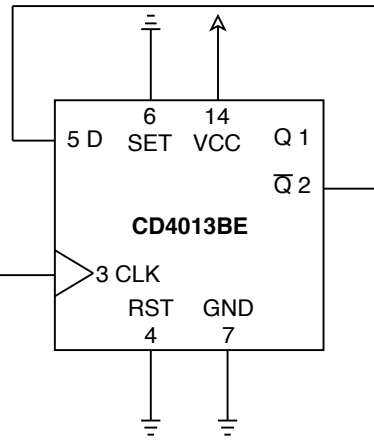 6 14
5 D SET VCC Q 1
Q̅ 2
CD4013BE
3 CLK
RST GND
4 7